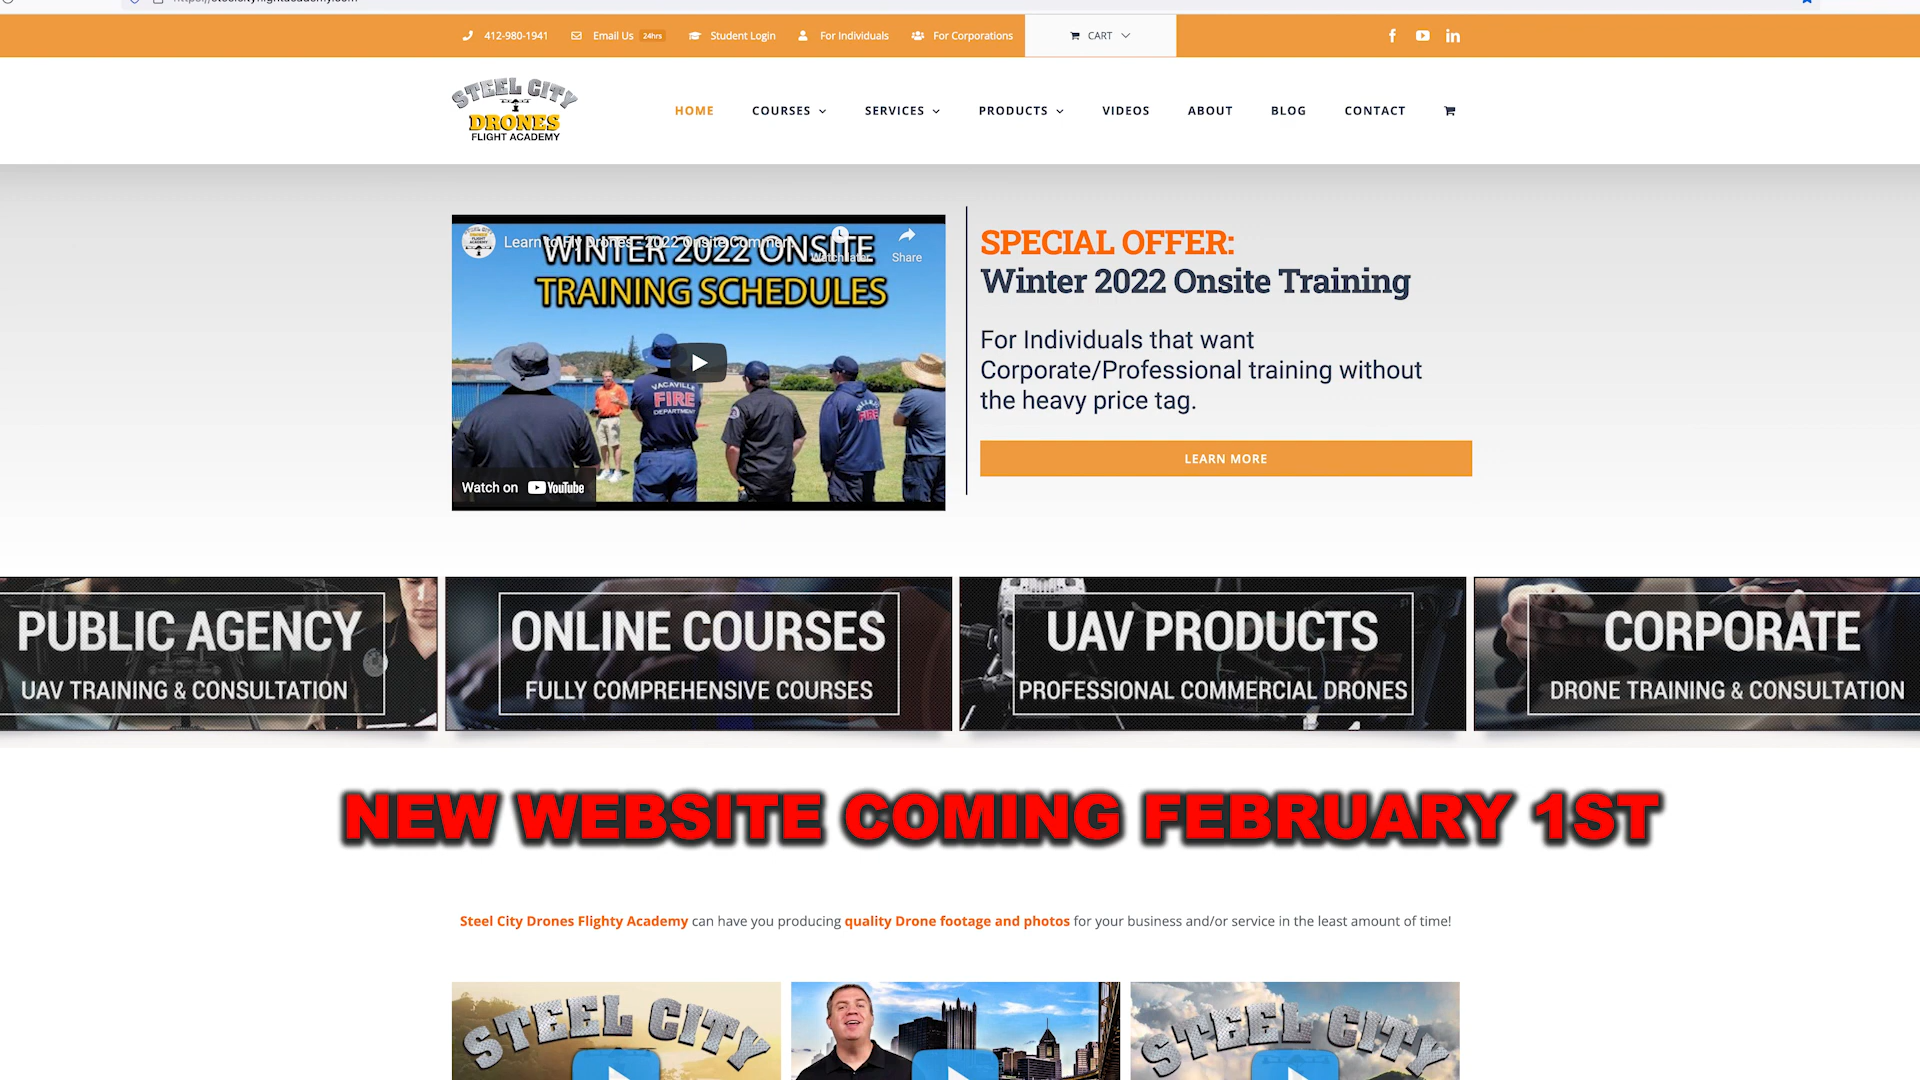 412-980-1941 Email Us 24hrs Student Login For Individuals For Corporations CART
STEEL CITY
DRONES
FLIGHT ACADEMY
HOME COURSES SERVICES PRODUCTS VIDEOS ABOUT BLOG CONTACT
Learn to Fly Drones - 2022 Onsite Commer
Watch later Share
WINTER 2022 ONSITE
TRAINING SCHEDULES
VACAVILLE
FIRE
DEPARTMENT
FIRE
Watch on YouTube
SPECIAL OFFER:
Winter 2022 Onsite Training
For Individuals that want
Corporate/Professional training without
the heavy price tag.
LEARN MORE
PUBLIC AGENCY
UAV TRAINING & CONSULTATION
ONLINE COURSES
FULLY COMPREHENSIVE COURSES
UAV PRODUCTS
PROFESSIONAL COMMERCIAL DRONES
CORPORATE
DRONE TRAINING & CONSULTATION
NEW WEBSITE COMING FEBRUARY 1ST
Steel City Drones Flighty Academy can have you producing quality Drone footage and photos for your business and/or service in the least amount of time!
STEEL CITY
STEEL CITY